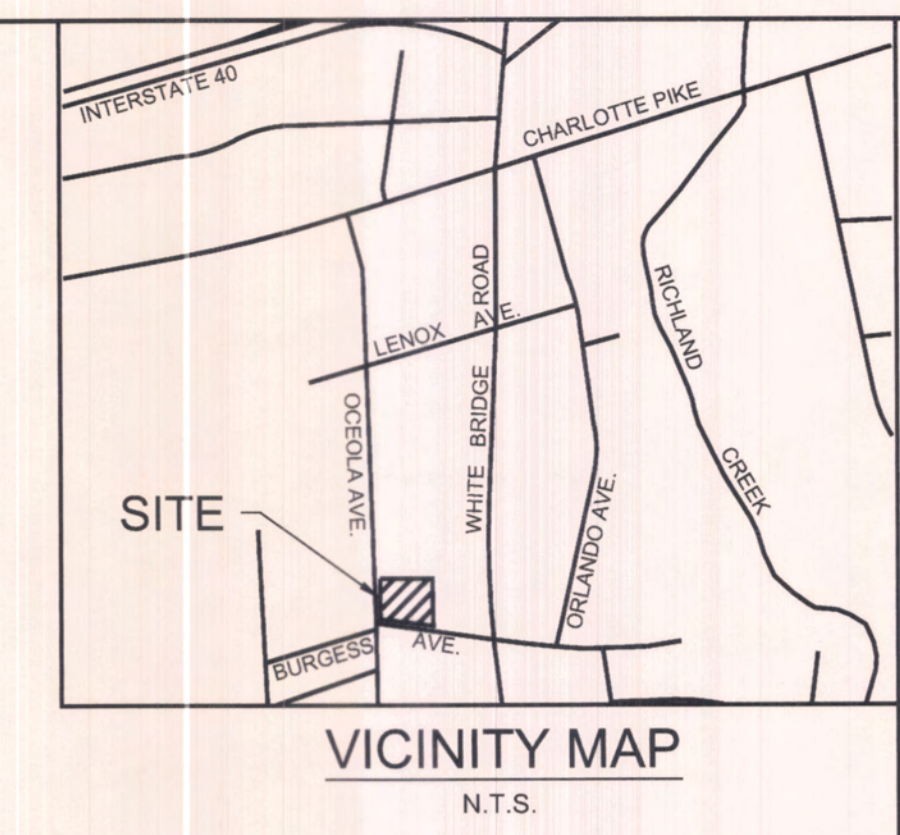 INTERSTATE 40
CHARLOTTE PIKE
RICHLAND
CREEK
WHITE BRIDGE ROAD
LENOX AVE.
OCEOLA AVE.
ORLANDO AVE.
SITE
BURGESS AVE.
VICINITY MAP
N.T.S.